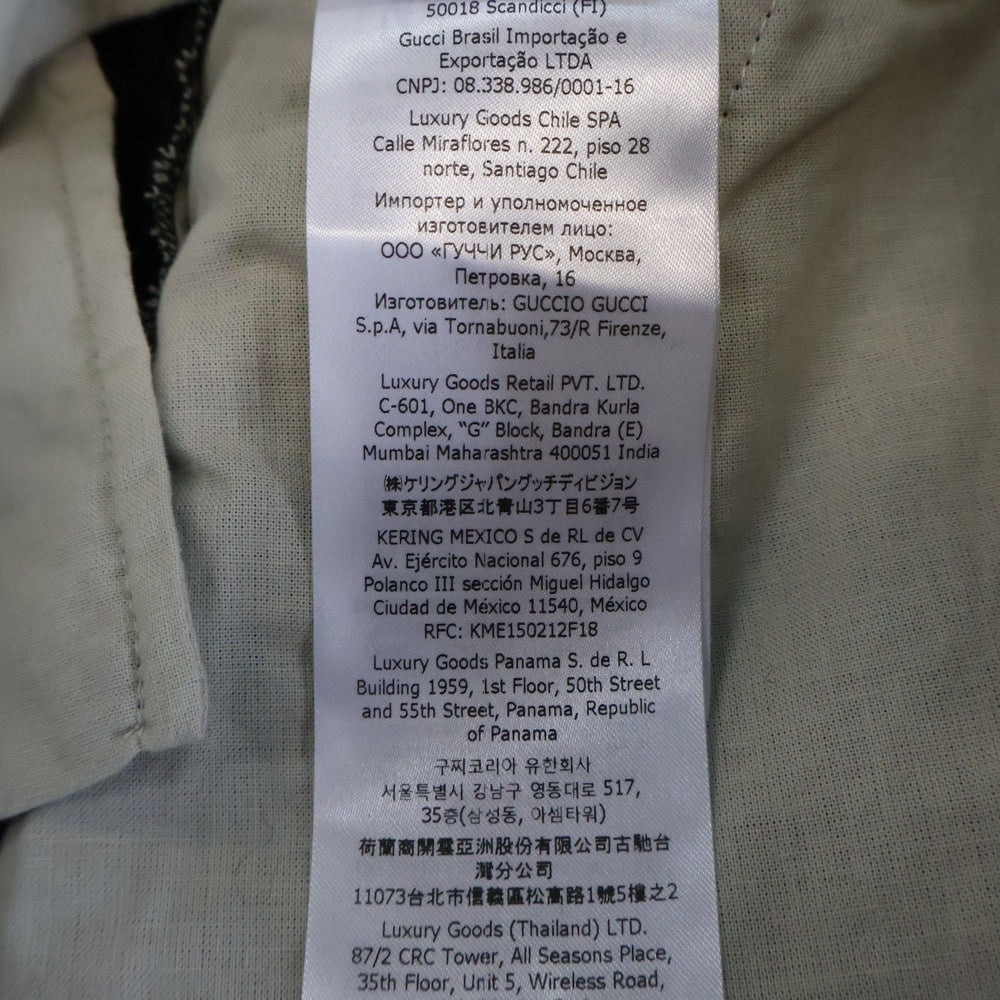 50018 Scandicci (FI)
Gucci Brasil Importação e
Exportação LTDA
CNPJ: 08.338.986/0001-16
Luxury Goods Chile SPA
Calle Miraflores n. 222, piso 28
norte, Santiago Chile
Импортер и уполномоченное
изготовителем лицо:
ООО «ГУЧЧИ РУС», Москва,
Петровка, 16
Изготовитель: GUCCIO GUCCI
S.p.A, via Tornabuoni,73/R Firenze,
Italia
Luxury Goods Retail PVT. LTD.
C-601, One BKC, Bandra Kurla
Complex, “G” Block, Bandra (E)
Mumbai Maharashtra 400051 India
㈱ケリングジャパングッチディビジョン
東京都港区北青山3丁目6番7号
KERING MEXICO S de RL de CV
Av. Ejército Nacional 676, piso 9
Polanco III sección Miguel Hidalgo
Ciudad de México 11540, México
RFC: KME150212F18
Luxury Goods Panama S. de R. L
Building 1959, 1st Floor, 50th Street
and 55th Street, Panama, Republic
of Panama
구찌코리아 유한회사
서울특별시 강남구 영동대로 517,
35층(삼성동, 아셈타워)
荷蘭商開雲亞洲股份有限公司古馳台
灣分公司
11073台北市信義區松高路1號5樓之2
Luxury Goods (Thailand) LTD.
87/2 CRC Tower, All Seasons Place,
35th Floor, Unit 5, Wireless Road,